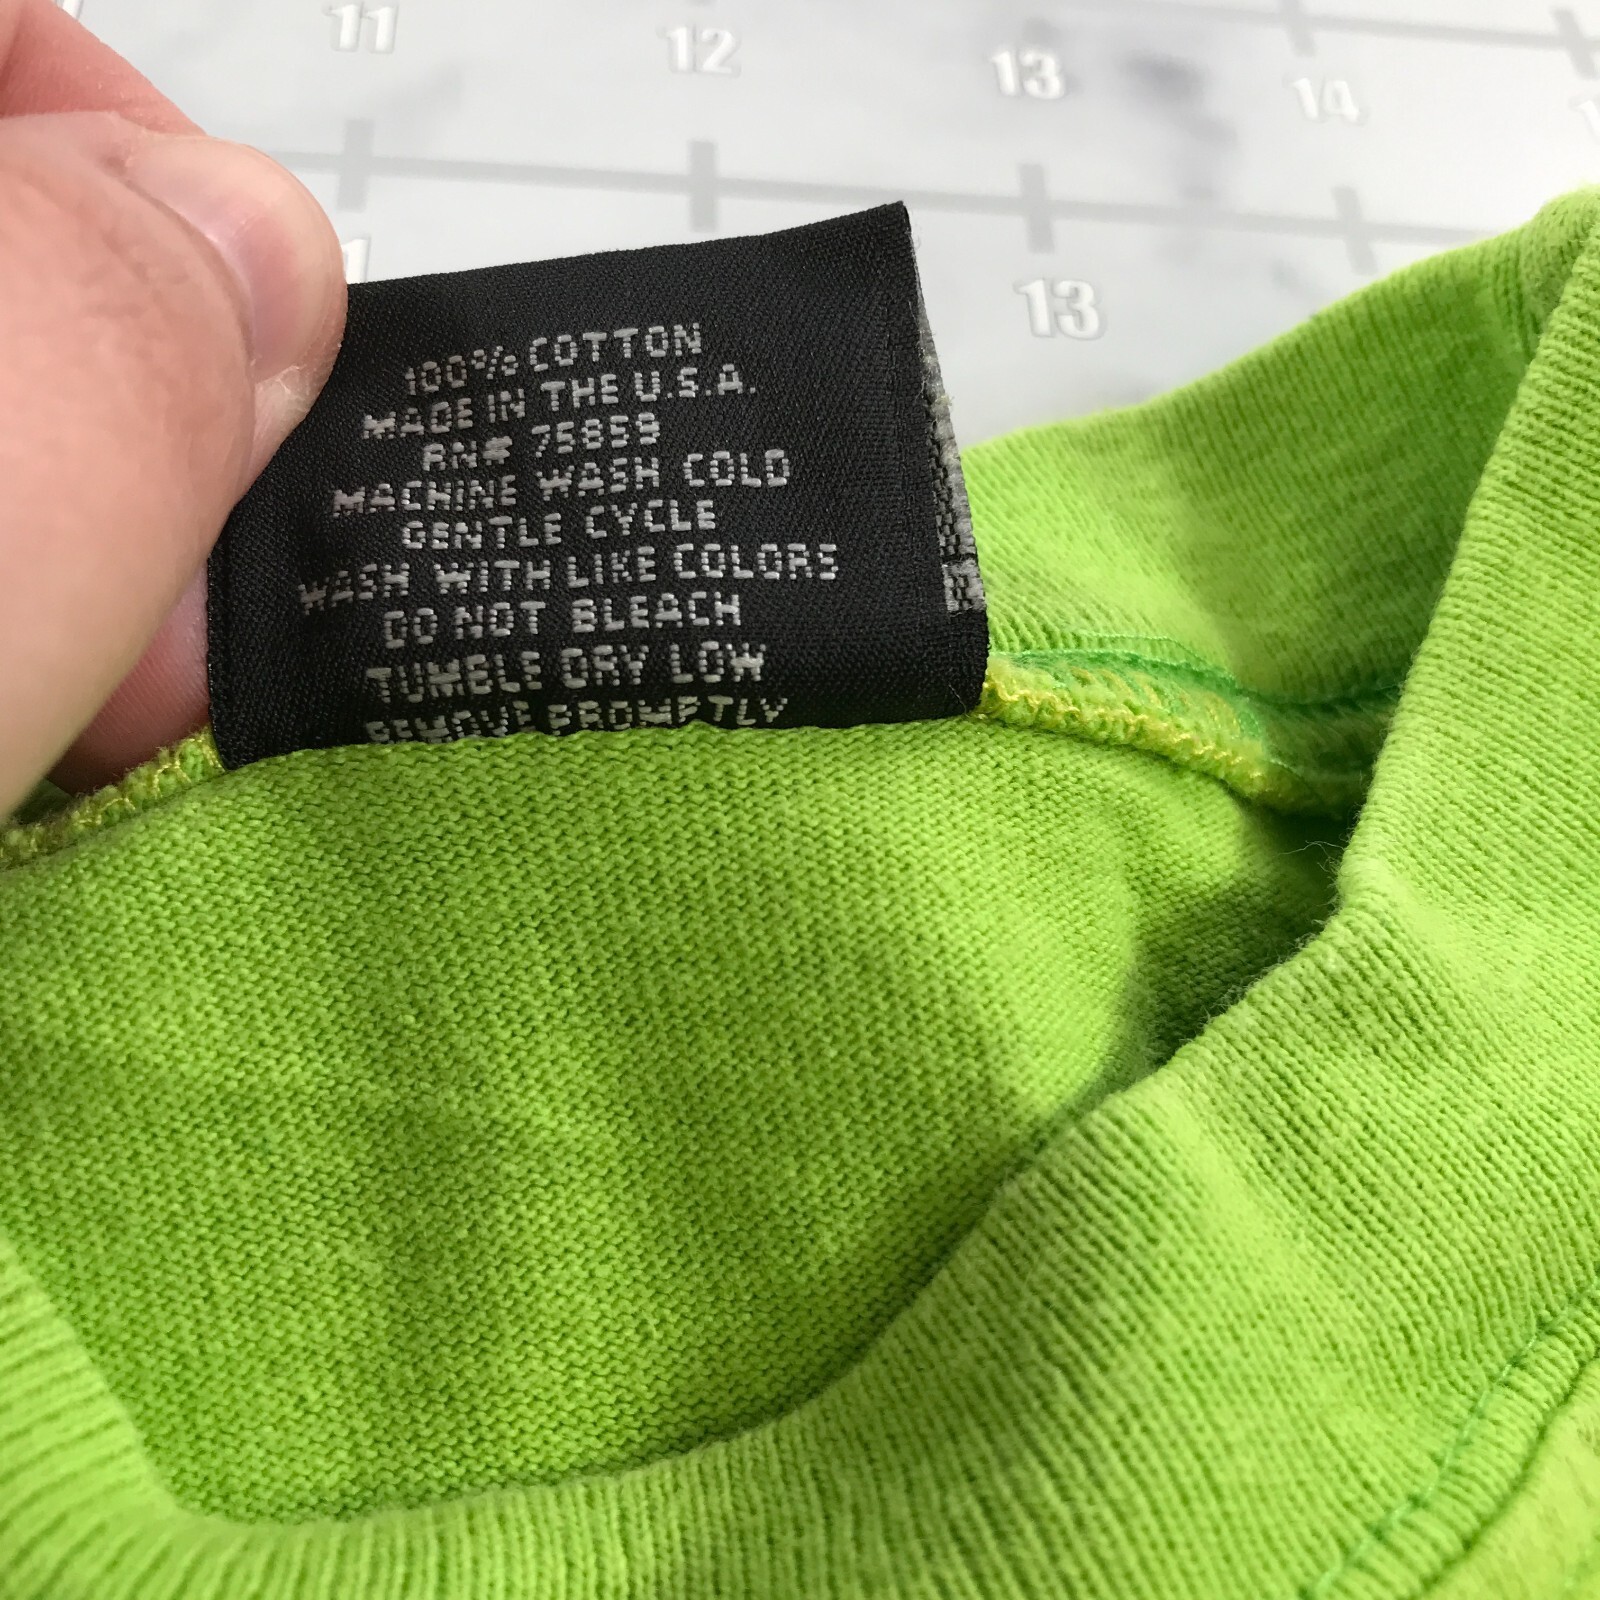 11 12 13 14
13
100% COTTON
MADE IN THE U.S.A.
RN# 75859
MACHINE WASH COLD
GENTLE CYCLE
WASH WITH LIKE COLORS
DO NOT BLEACH
TUMBLE DRY LOW
REMOVE PROMPTLY